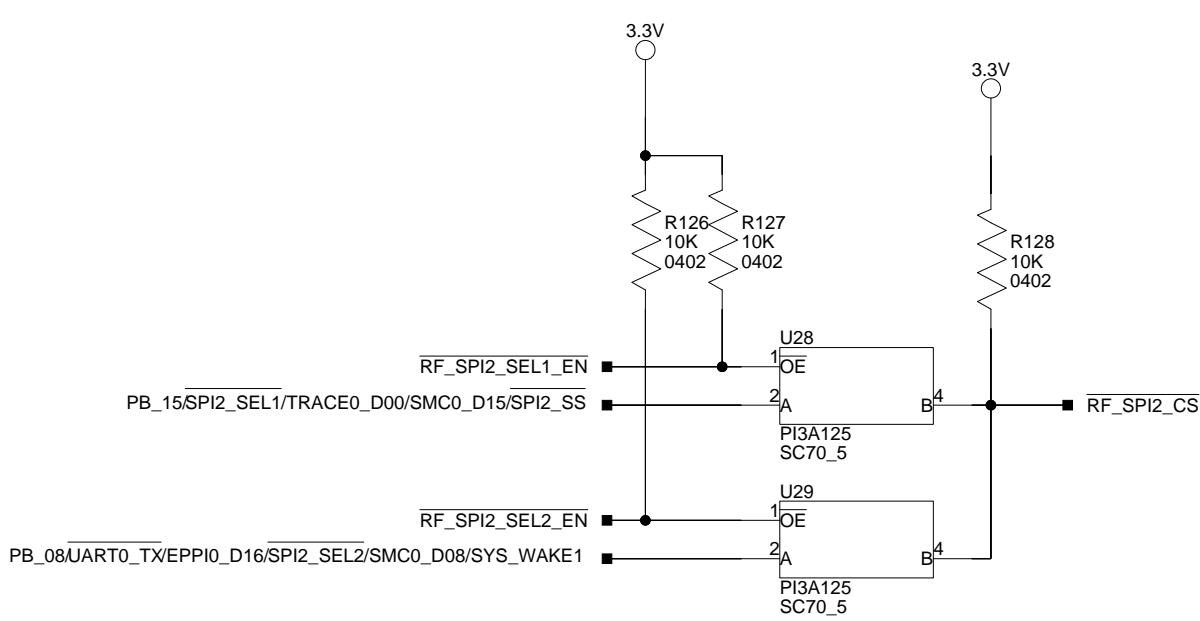 3.3V
3.3V
R126
10K
0402
R127
10K
0402
R128
10K
0402
U28
RF_SPI2_SEL1_EN
1
OE
PB_15/SPI2_SEL1/TRACE0_D00/SMC0_D15/SPI2_SS
2
A
B
4
RF_SPI2_CS
PI3A125
SC70_5
U29
RF_SPI2_SEL2_EN
1
OE
PB_08/UART0_TX/EPPI0_D16/SPI2_SEL2/SMC0_D08/SYS_WAKE1
2
A
B
4
PI3A125
SC70_5